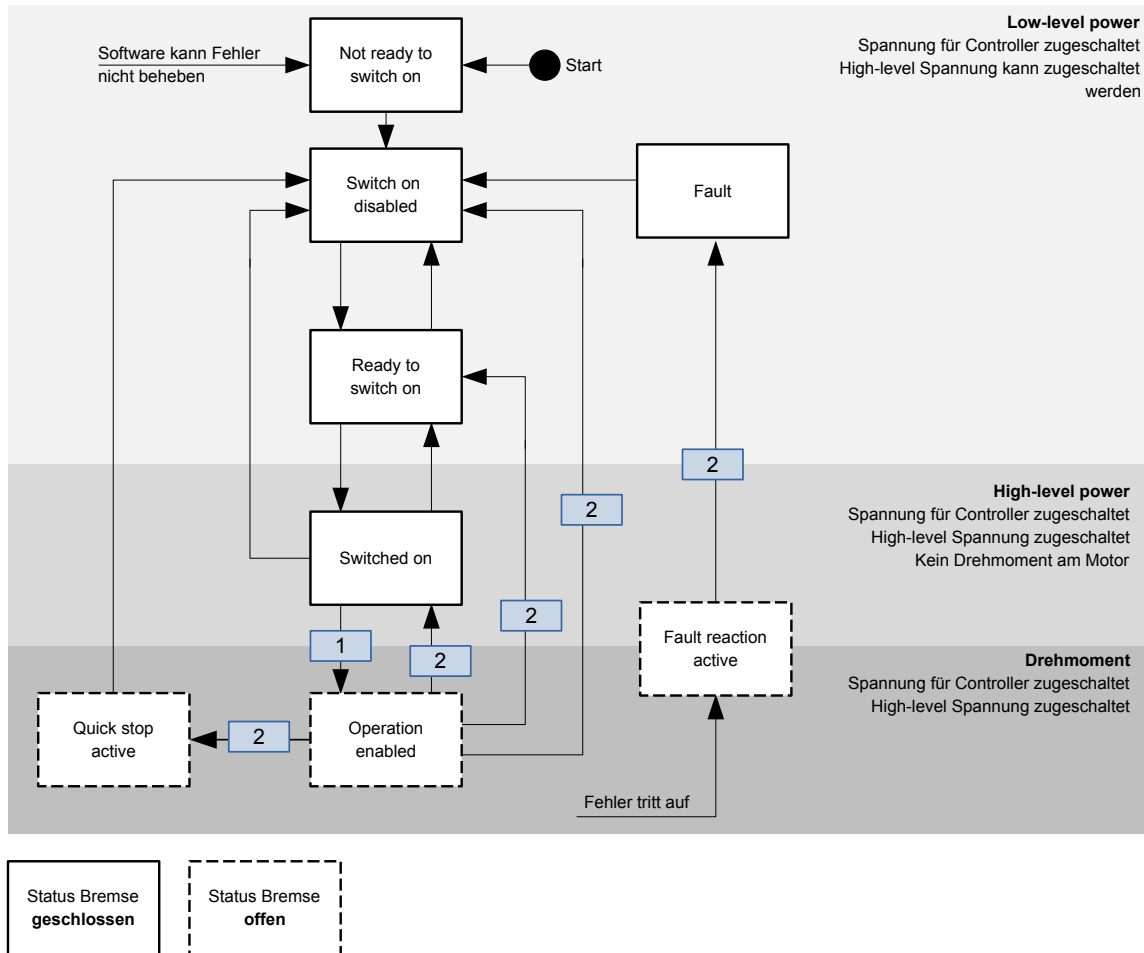 Low-level power
Spannung für Controller zugeschaltet
High-level Spannung kann zugeschaltet
werden
Software kann Fehler
nicht beheben
Not ready to
switch on
Start
Switch on
disabled
Fault
Ready to
switch on
2
High-level power
Spannung für Controller zugeschaltet
High-level Spannung zugeschaltet
Kein Drehmoment am Motor
2
Switched on
2
1
2
Fault reaction
active
Drehmoment
Spannung für Controller zugeschaltet
High-level Spannung zugeschaltet
Quick stop
active
2
Operation
enabled
Fehler tritt auf
Status Bremse
geschlossen
Status Bremse
offen